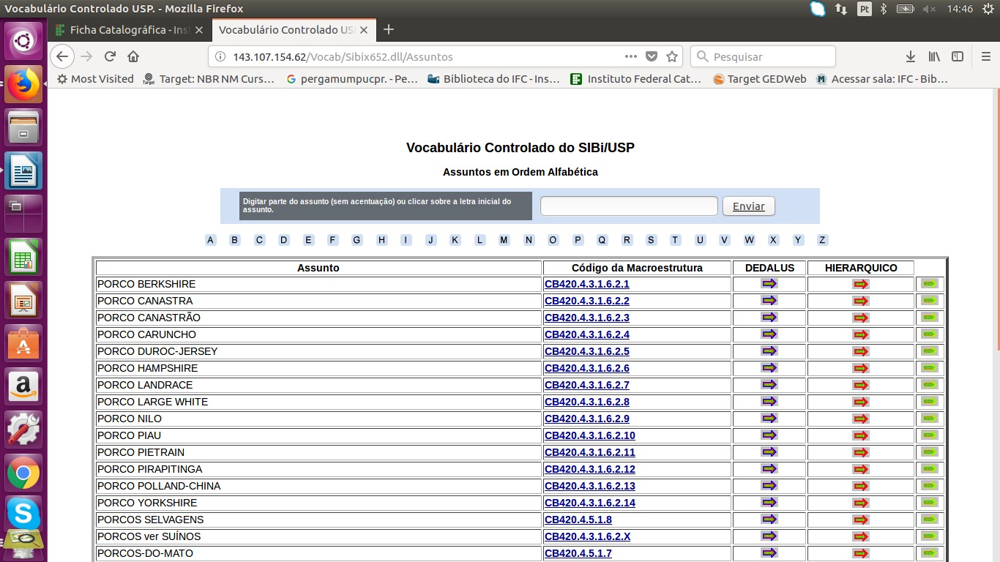 Vocabulário Controlado USP. - Mozilla Firefox
Pt
14:46
Ficha Catalográfica - Ins
Vocabulário Controlado US
143.107.154.62/Vocab/Sibix652.dll/Assuntos
Pesquisar
Most Visited
Target: NBR NM Curs…
pergamumpucpr. - Pe…
Biblioteca do IFC - Ins…
Instituto Federal Cat…
Target GEDWeb
Acessar sala: IFC - Bib…
Vocabulário Controlado do SIBi/USP
Assuntos em Ordem Alfabética
Digitar parte do assunto (sem acentuação) ou clicar sobre a letra inicial do
assunto.
Enviar
A B C D E F G H I J K L M N O P Q R S T U V W X Y Z
Assunto Código da Macroestrutura DEDALUS HIERARQUICO
PORCO BERKSHIRE CB420.4.3.1.6.2.1
PORCO CANASTRA CB420.4.3.1.6.2.2
PORCO CANASTRÃO CB420.4.3.1.6.2.3
PORCO CARUNCHO CB420.4.3.1.6.2.4
PORCO DUROC-JERSEY CB420.4.3.1.6.2.5
PORCO HAMPSHIRE CB420.4.3.1.6.2.6
PORCO LANDRACE CB420.4.3.1.6.2.7
PORCO LARGE WHITE CB420.4.3.1.6.2.8
PORCO NILO CB420.4.3.1.6.2.9
PORCO PIAU CB420.4.3.1.6.2.10
PORCO PIETRAIN CB420.4.3.1.6.2.11
PORCO PIRAPITINGA CB420.4.3.1.6.2.12
PORCO POLLAND-CHINA CB420.4.3.1.6.2.13
PORCO YORKSHIRE CB420.4.3.1.6.2.14
PORCOS SELVAGENS CB420.4.5.1.8
PORCOS ver SUÍNOS CB420.4.3.1.6.2.X
PORCOS-DO-MATO CB420.4.5.1.7